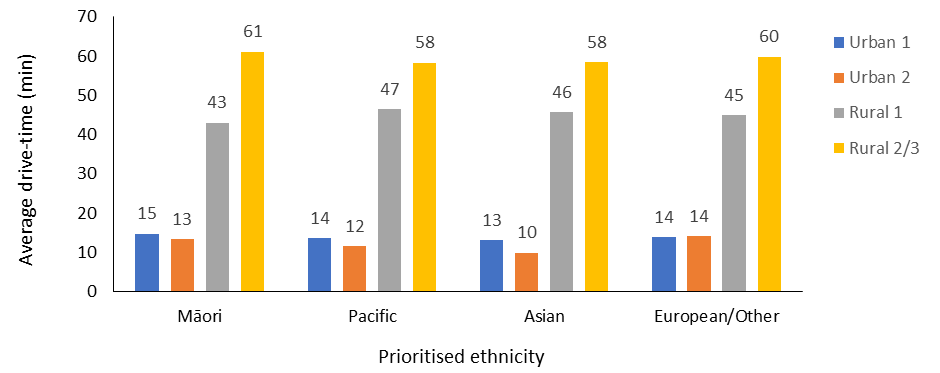 70
60
50
40
30
20
10
0
Average drive-time (min)
15
13
43
61
14
12
47
58
13
10
46
58
14
14
45
60
Māori
Pacific
Asian
European/Other
Prioritised ethnicity
Urban 1
Urban 2
Rural 1
Rural 2/3